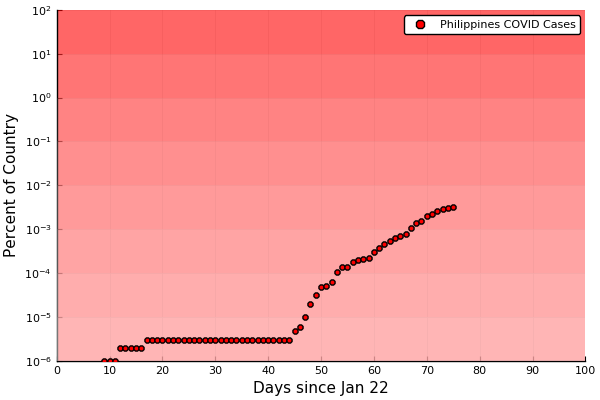 Philippines COVID Cases
Percent of Country
10²
10¹
10⁰
10⁻¹
10⁻²
10⁻³
10⁻⁴
10⁻⁵
10⁻⁶
0 10 20 30 40 50 60 70 80 90 100
Days since Jan 22